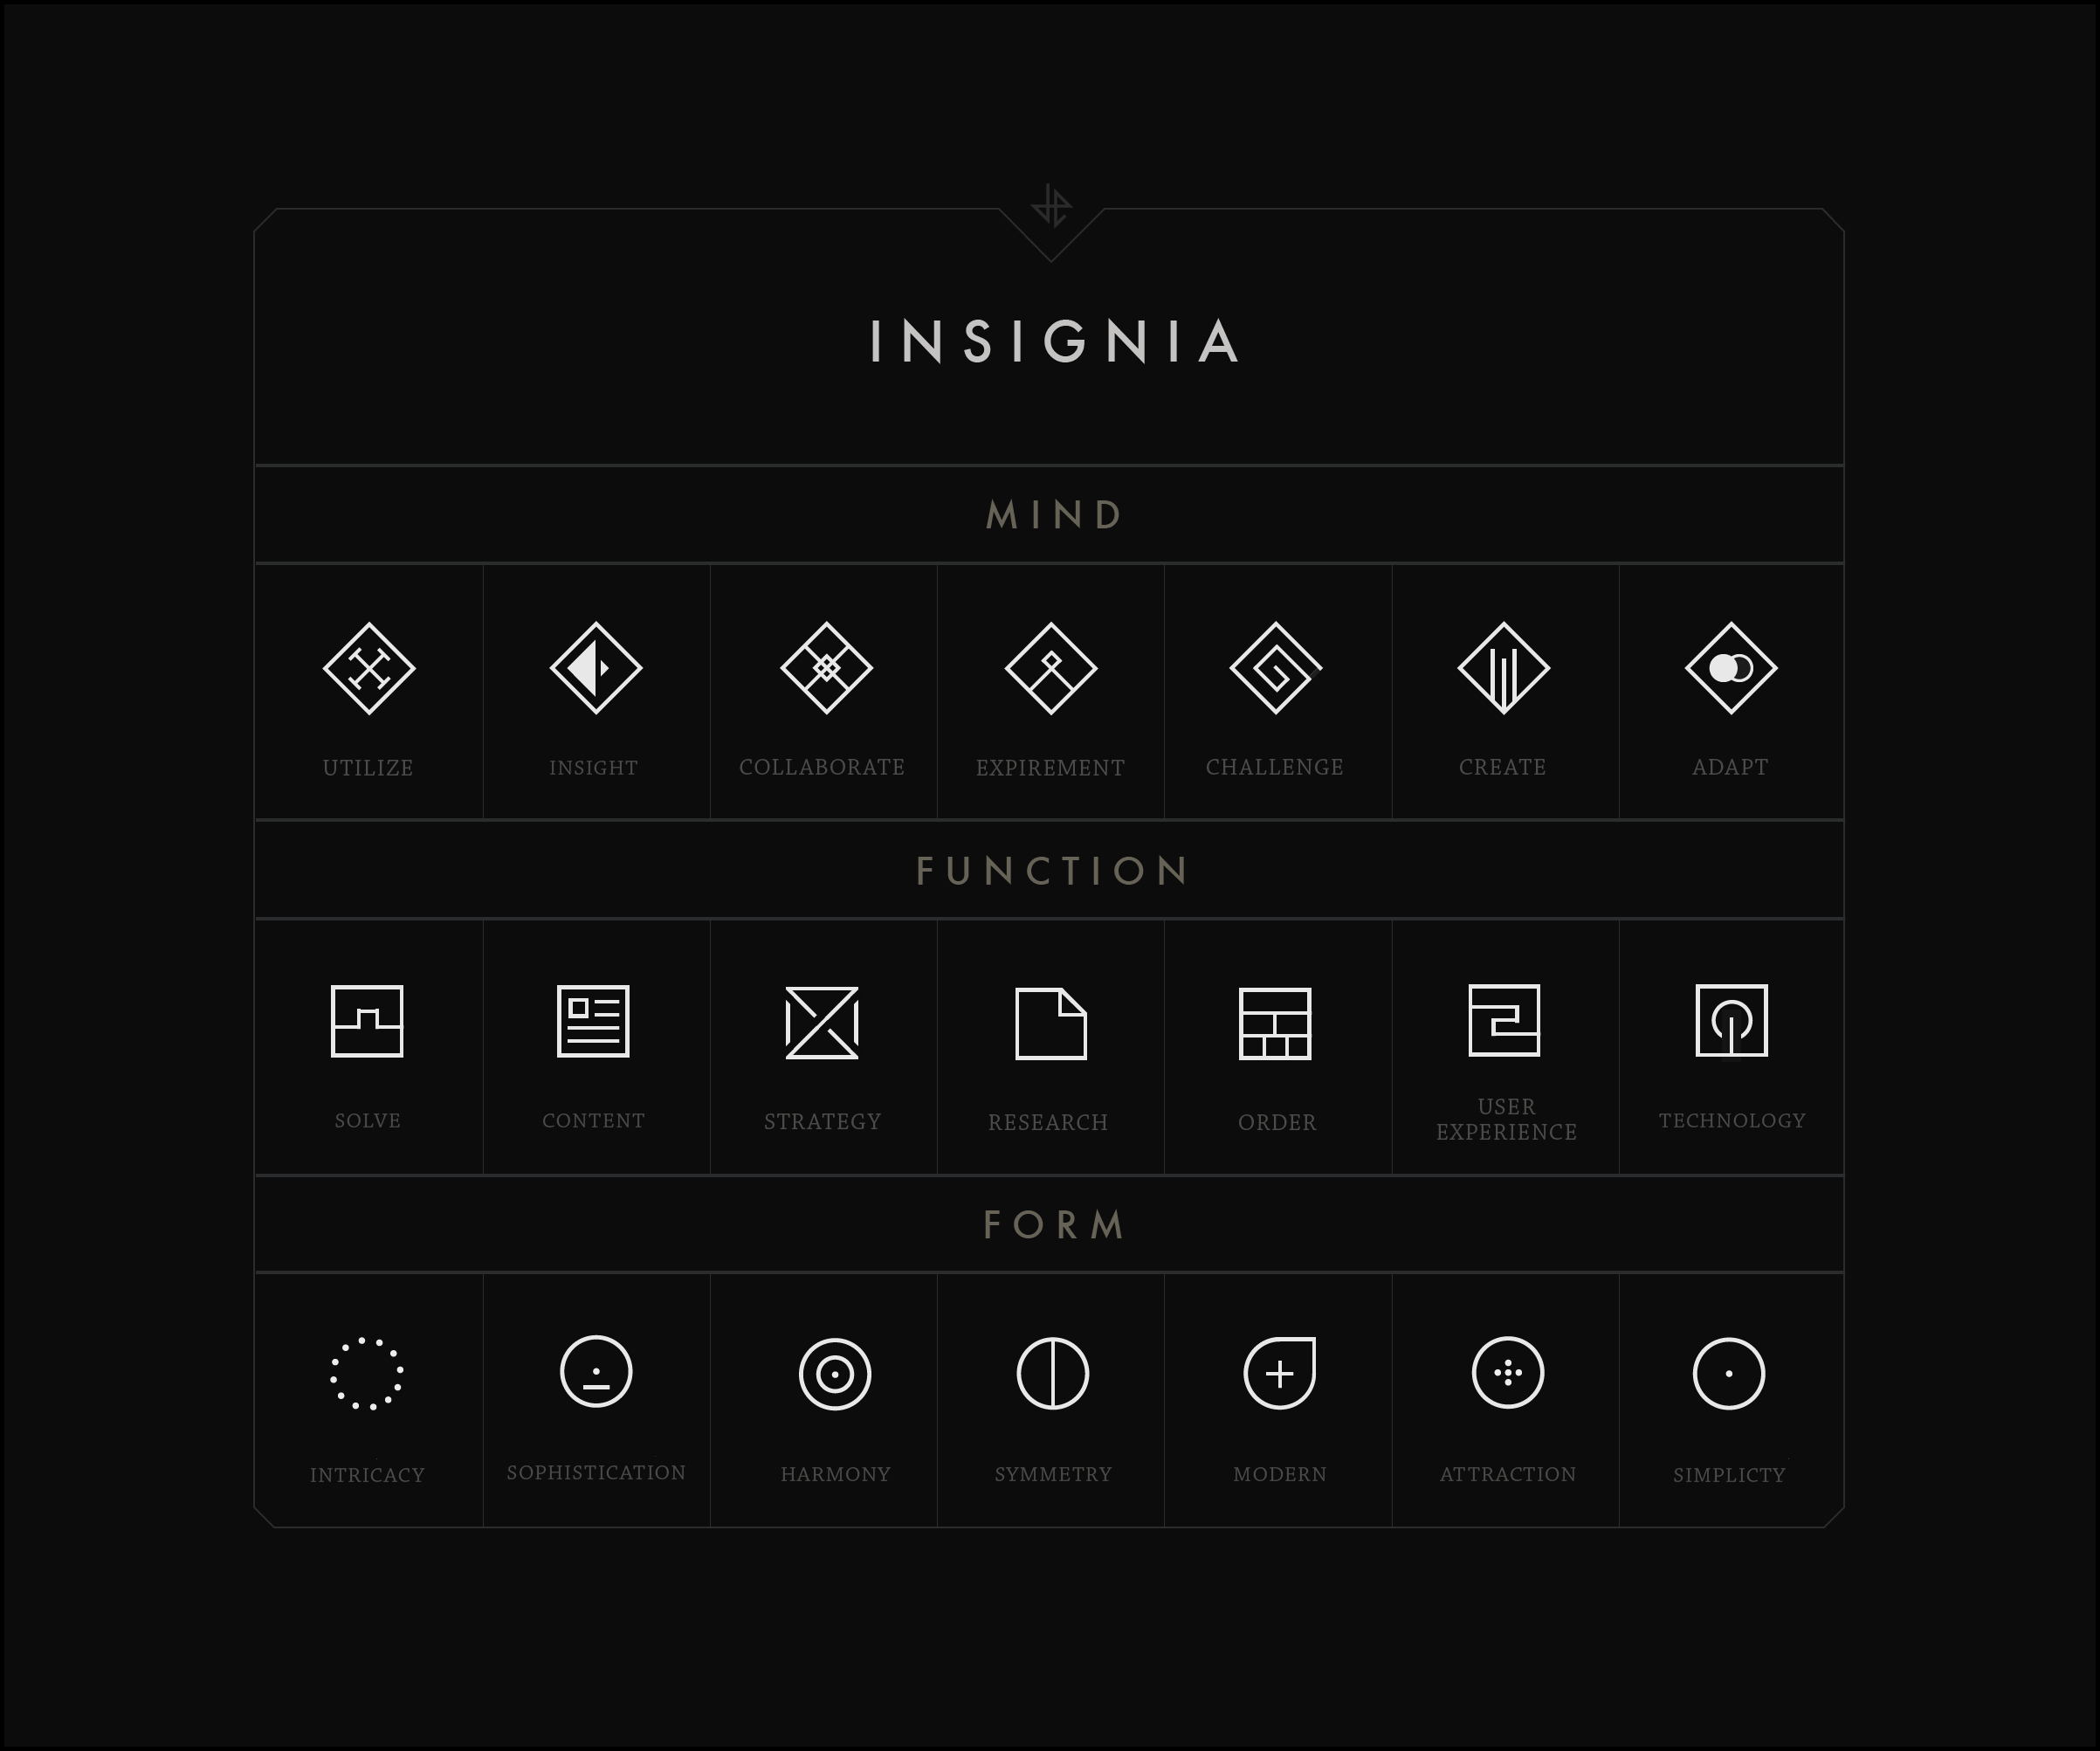 INSIGNIA
MIND
UTILIZE
INSIGHT
COLLABORATE
EXPIREMENT
CHALLENGE
CREATE
ADAPT
FUNCTION
SOLVE
CONTENT
STRATEGY
RESEARCH
ORDER
USER
EXPERIENCE
TECHNOLOGY
FORM
INTRICACY
SOPHISTICATION
HARMONY
SYMMETRY
MODERN
ATTRACTION
SIMPLICTY